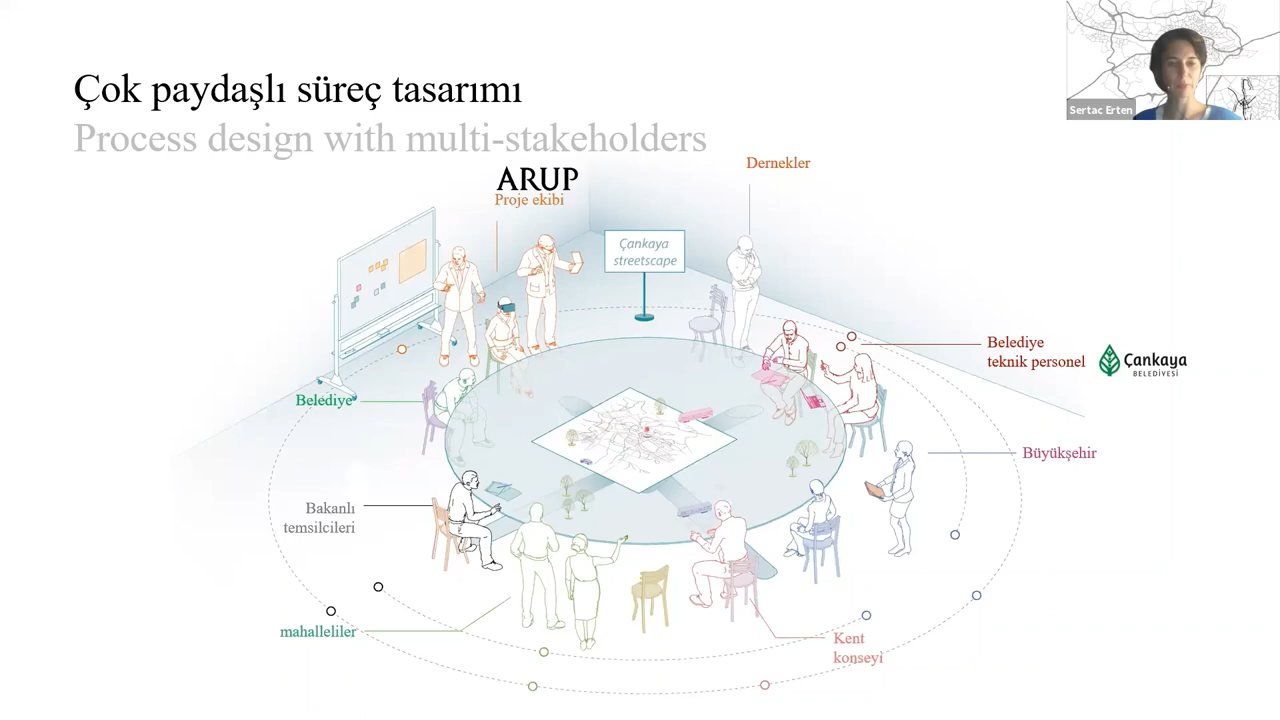 Çok paydaşlı süreç tasarımı
Process design with multi-stakeholders
Sertac Erten
ARUP
Proje ekibi
Dernekler
Çankaya
streetscape
Belediye
teknik personel
Çankaya
BELEDİYESİ
Belediye
Büyükşehir
Bakanlı
temsilcileri
mahalleliler
Kent
konseyi